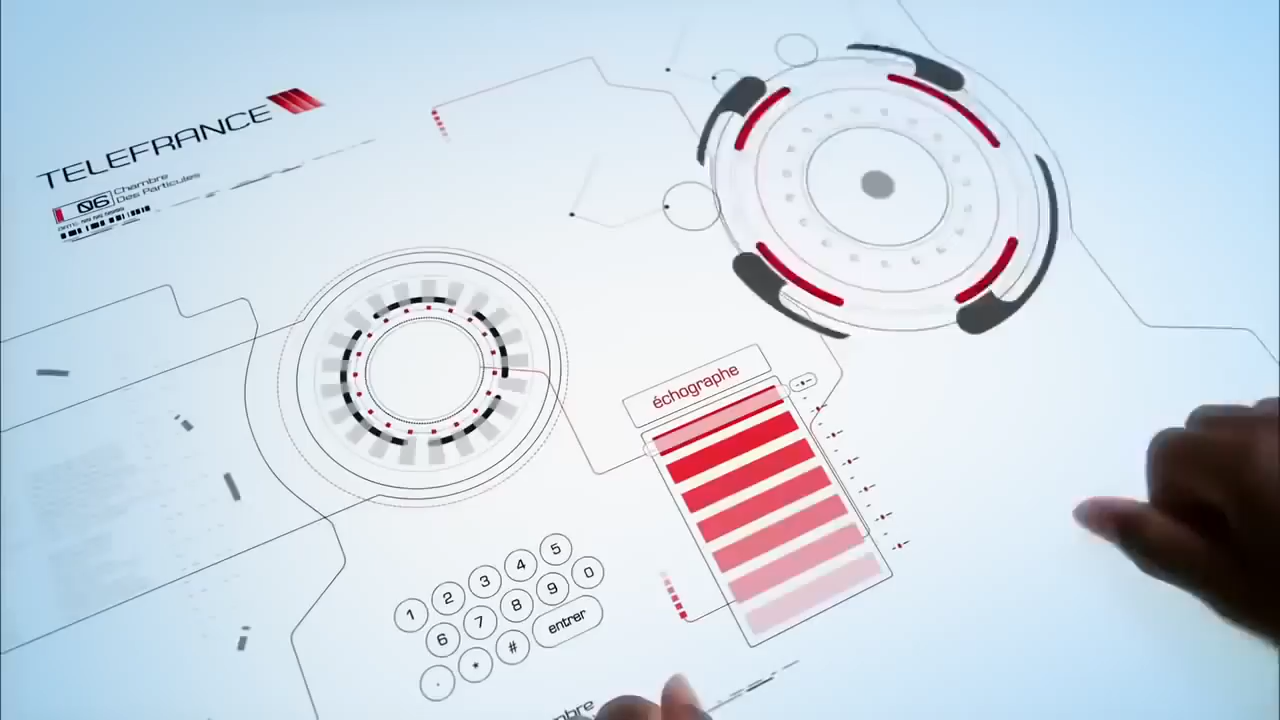 TELEFRANCE
06
Chambre
Des Particules
échographe
1 2 3 4 5
6 7 8 9 0
. * # entrer